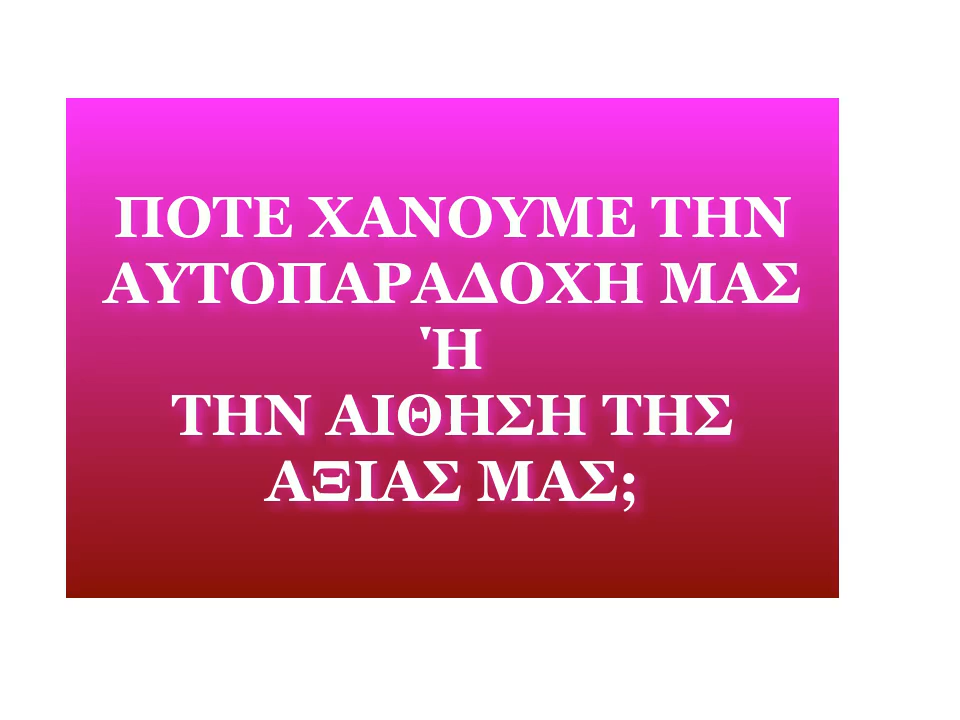 ΠΟΤΕ ΧΑΝΟΥΜΕ ΤΗΝ
ΑΥΤΟΠΑΡΑΔΟΧΗ ΜΑΣ
Ή
ΤΗΝ ΑΙΘΗΣΗ ΤΗΣ
ΑΞΙΑΣ ΜΑΣ;